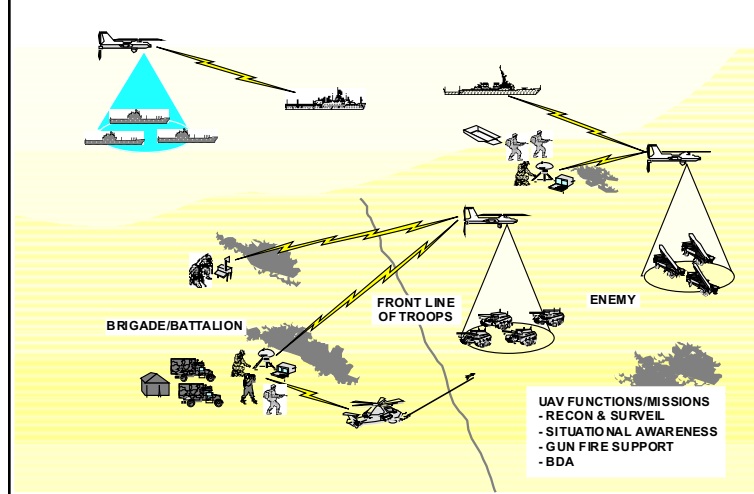 FRONT LINE
OF TROOPS
ENEMY
BRIGADE/BATTALION
UAV FUNCTIONS/MISSIONS
- RECON & SURVEIL
- SITUATIONAL AWARENESS
- GUN FIRE SUPPORT
- BDA